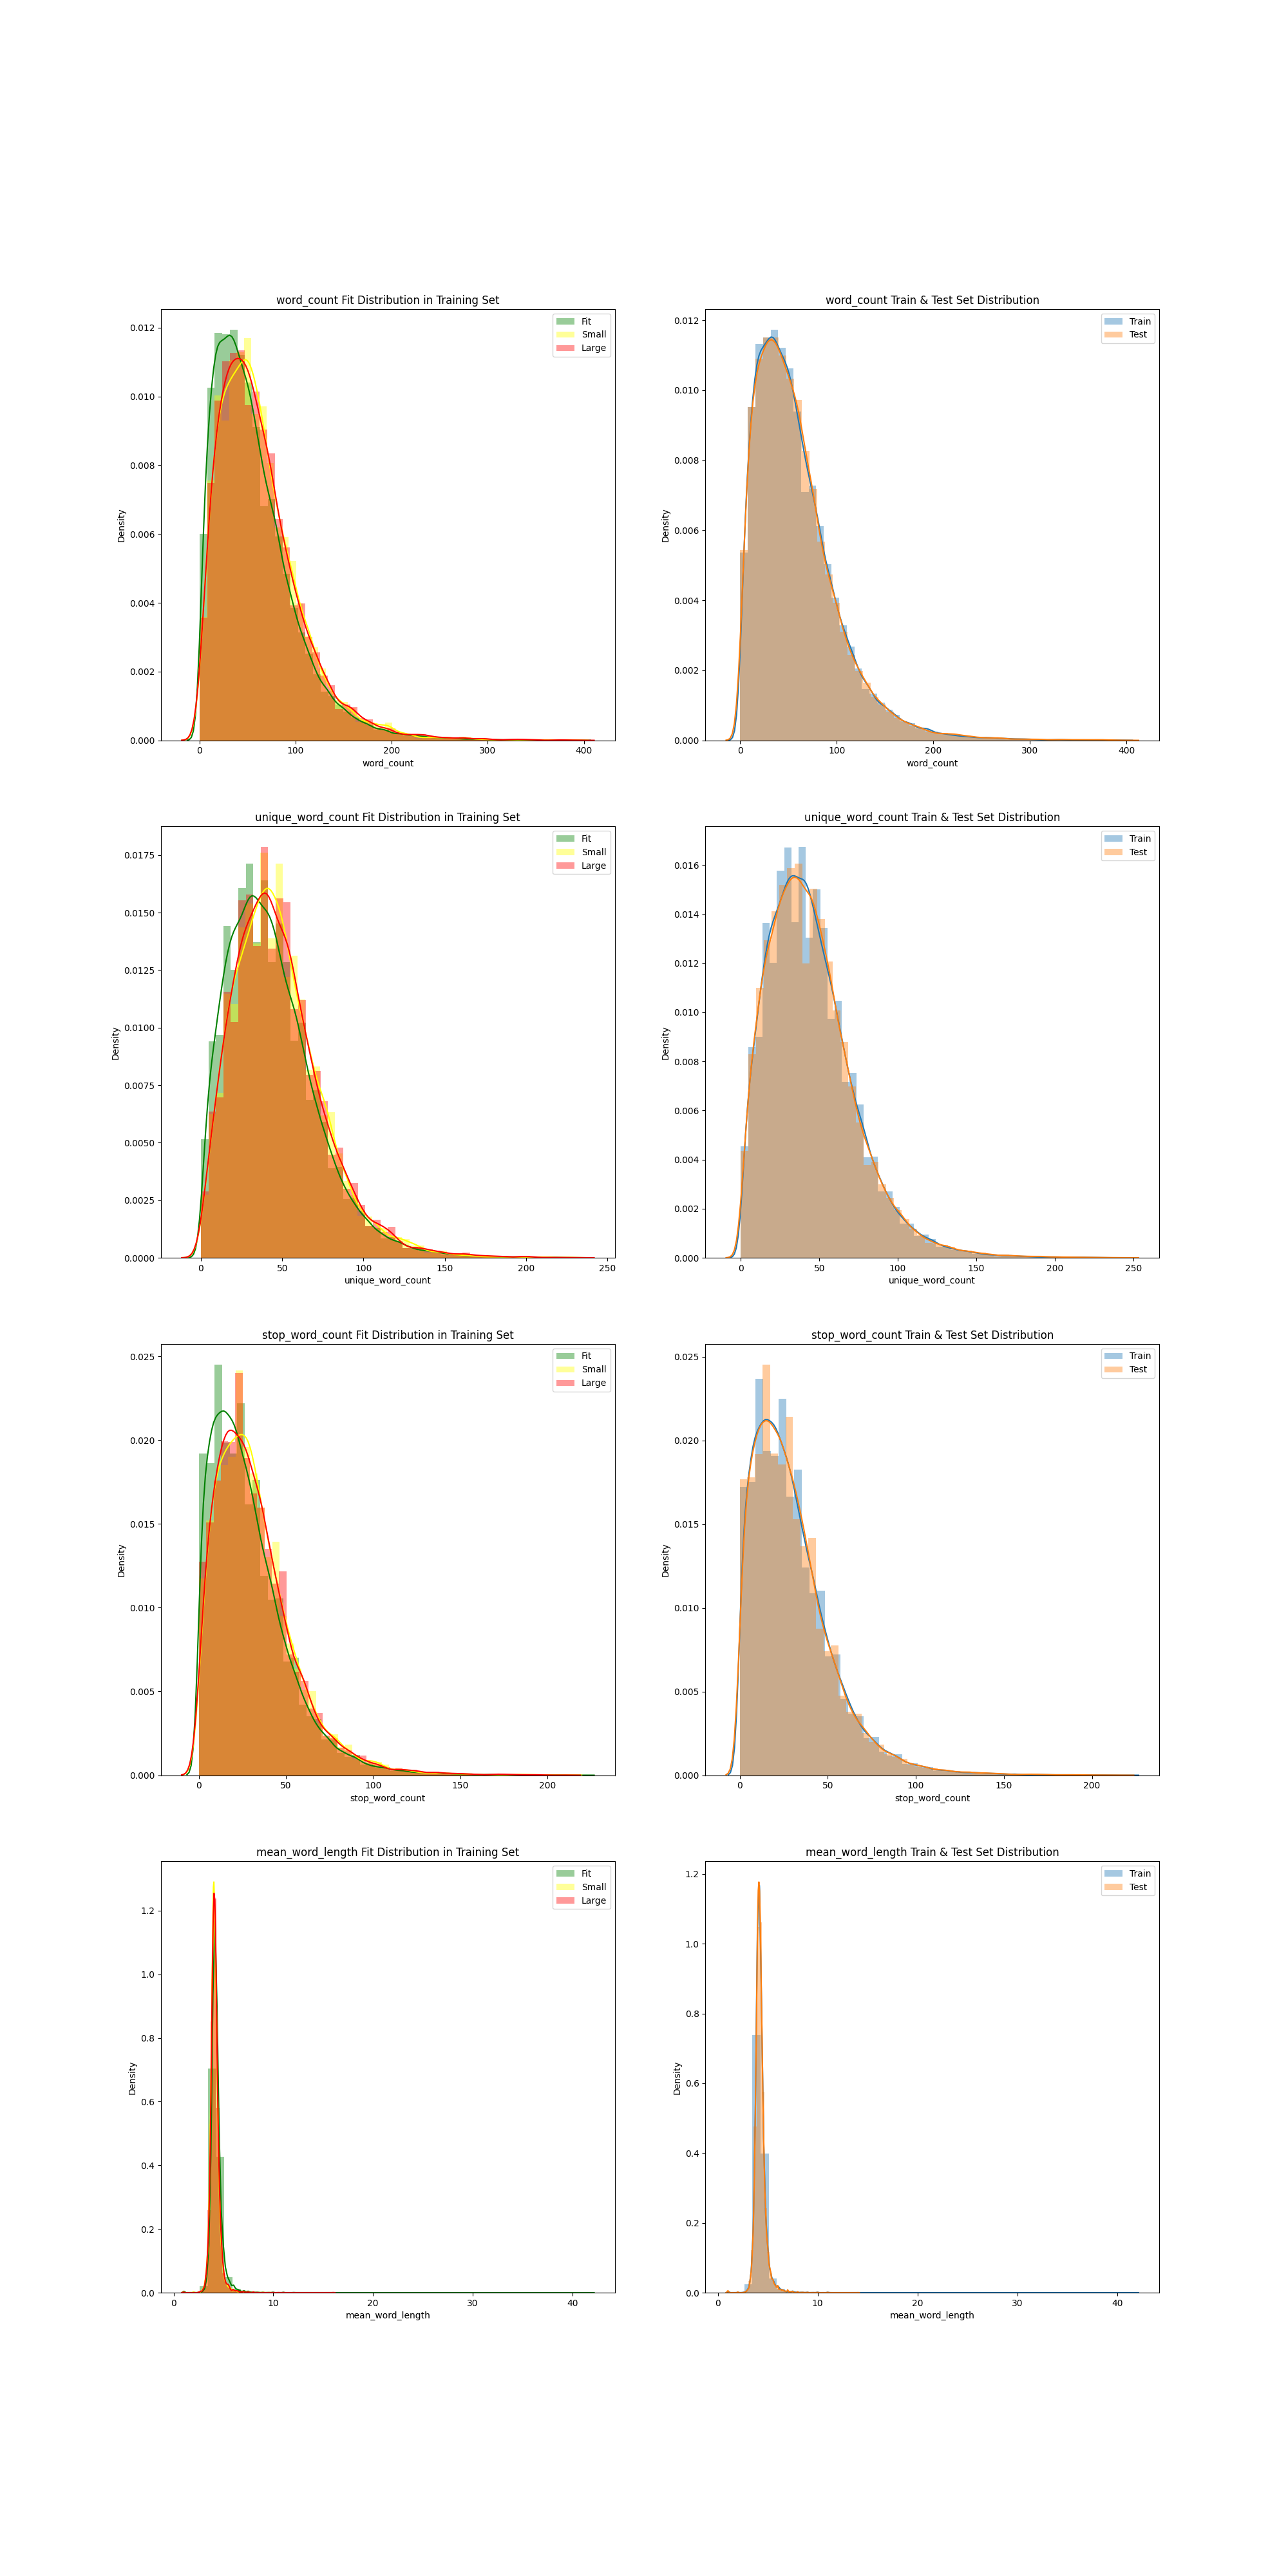 word_count Fit Distribution in Training Set
Fit
Small
Large
0.012
0.010
0.008
0.006
0.004
0.002
0.000
Density
0 100 200 300 400
word_count
word_count Train & Test Set Distribution
Train
Test
0.012
0.010
0.008
0.006
0.004
0.002
0.000
Density
0 100 200 300 400
word_count
unique_word_count Fit Distribution in Training Set
Fit
Small
Large
0.0175
0.0150
0.0125
0.0100
0.0075
0.0050
0.0025
0.0000
Density
0 50 100 150 200 250
unique_word_count
unique_word_count Train & Test Set Distribution
Train
Test
0.016
0.014
0.012
0.010
0.008
0.006
0.004
0.002
0.000
Density
0 50 100 150 200 250
unique_word_count
stop_word_count Fit Distribution in Training Set
Fit
Small
Large
0.025
0.020
0.015
0.010
0.005
0.000
Density
0 50 100 150 200
stop_word_count
stop_word_count Train & Test Set Distribution
Train
Test
0.025
0.020
0.015
0.010
0.005
0.000
Density
0 50 100 150 200
stop_word_count
mean_word_length Fit Distribution in Training Set
Fit
Small
Large
1.2
1.0
0.8
0.6
0.4
0.2
0.0
Density
0 10 20 30 40
mean_word_length
mean_word_length Train & Test Set Distribution
Train
Test
1.2
1.0
0.8
0.6
0.4
0.2
0.0
Density
0 10 20 30 40
mean_word_length